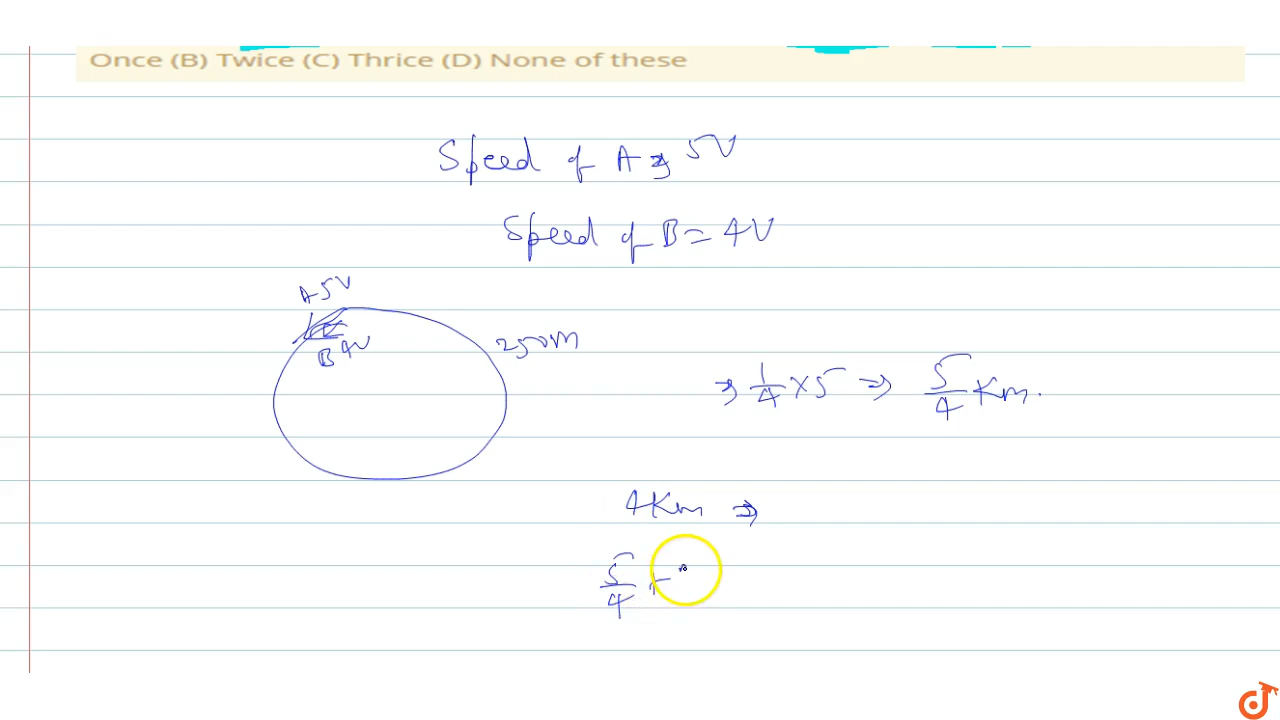 Once (B) Twice (C) Thrice (D) None of these
Speed of A ⇒ 5V
Speed of B = 4V
A 5V
B 4V
250m
⇒ 1/4 × 5 ⇒ 5/4 Km.
4Km ⇒
5/4 +